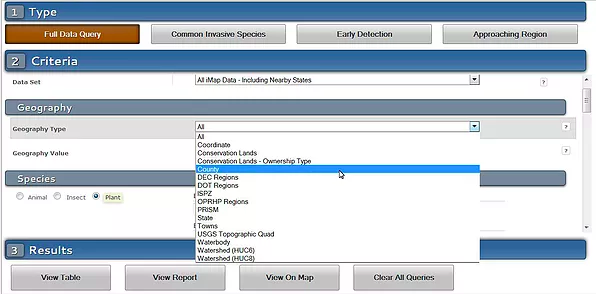 1 Type
Full Data Query
Common Invasive Species
Early Detection
Approaching Region
2 Criteria
Data Set
All iMap Data - Including Nearby States
?
Geography
Geography Type
All
?
All
Coordinate
Conservation Lands
Conservation Lands - Ownership Type
County
DEC Regions
DOT Regions
ISPZ
OPRHP Regions
PRISM
State
Towns
USGS Topographic Quad
Waterbody
Watershed (HUC6)
Watershed (HUC8)
Geography Value
?
Species
Animal
Insect
Plant
3 Results
View Table
View Report
View On Map
Clear All Queries